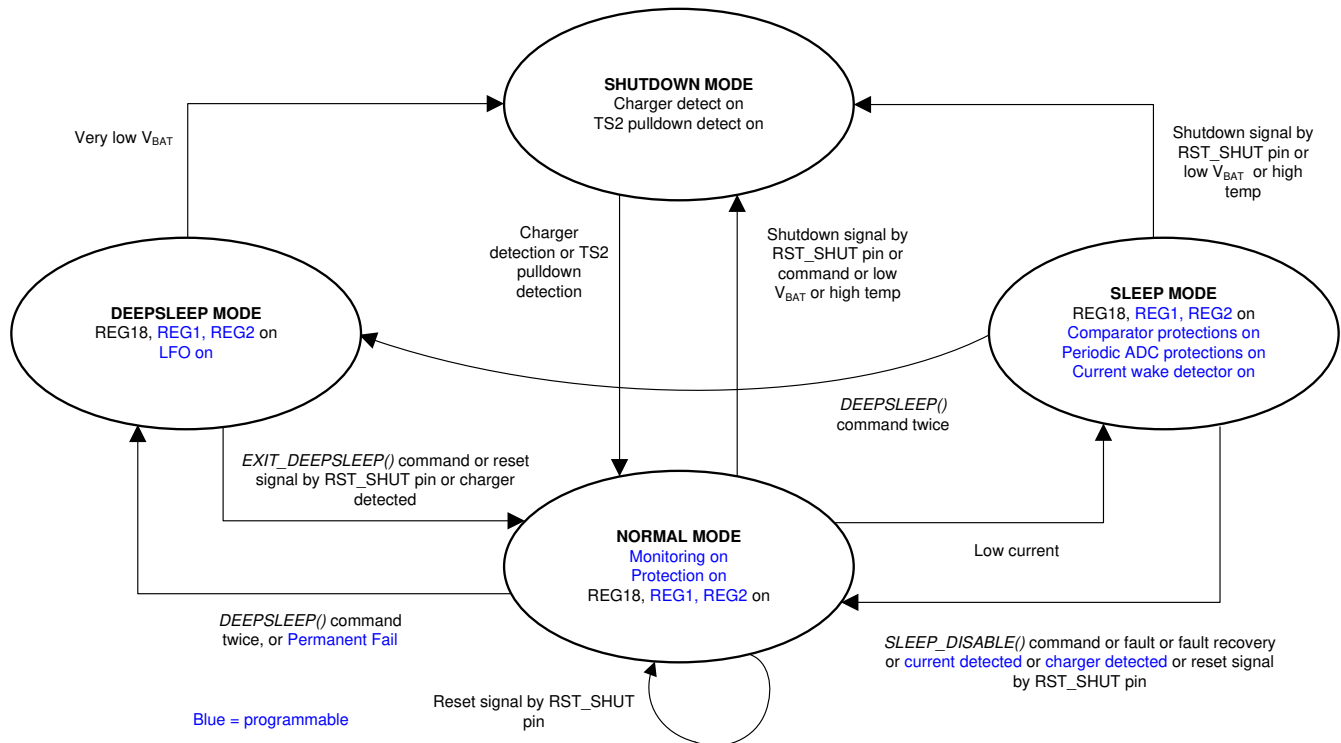 SHUTDOWN MODE
Charger detect on
TS2 pulldown detect on
Very low VBAT
Shutdown signal by
RST_SHUT pin or
low VBAT or high
temp
Charger
detection or TS2
pulldown
detection
Shutdown signal by
RST_SHUT pin or
command or low
VBAT or high temp
DEEPSLEEP MODE
REG18, REG1, REG2 on
LFO on
SLEEP MODE
REG18, REG1, REG2 on
Comparator protections on
Periodic ADC protections on
Current wake detector on
DEEPSLEEP()
command twice
EXIT_DEEPSLEEP() command or reset
signal by RST_SHUT pin or charger
detected
NORMAL MODE
Monitoring on
Protection on
REG18, REG1, REG2 on
Low current
DEEPSLEEP() command
twice, or Permanent Fail
SLEEP_DISABLE() command or fault or fault recovery
or current detected or charger detected or reset signal
by RST_SHUT pin
Reset signal by RST_SHUT
pin
Blue = programmable